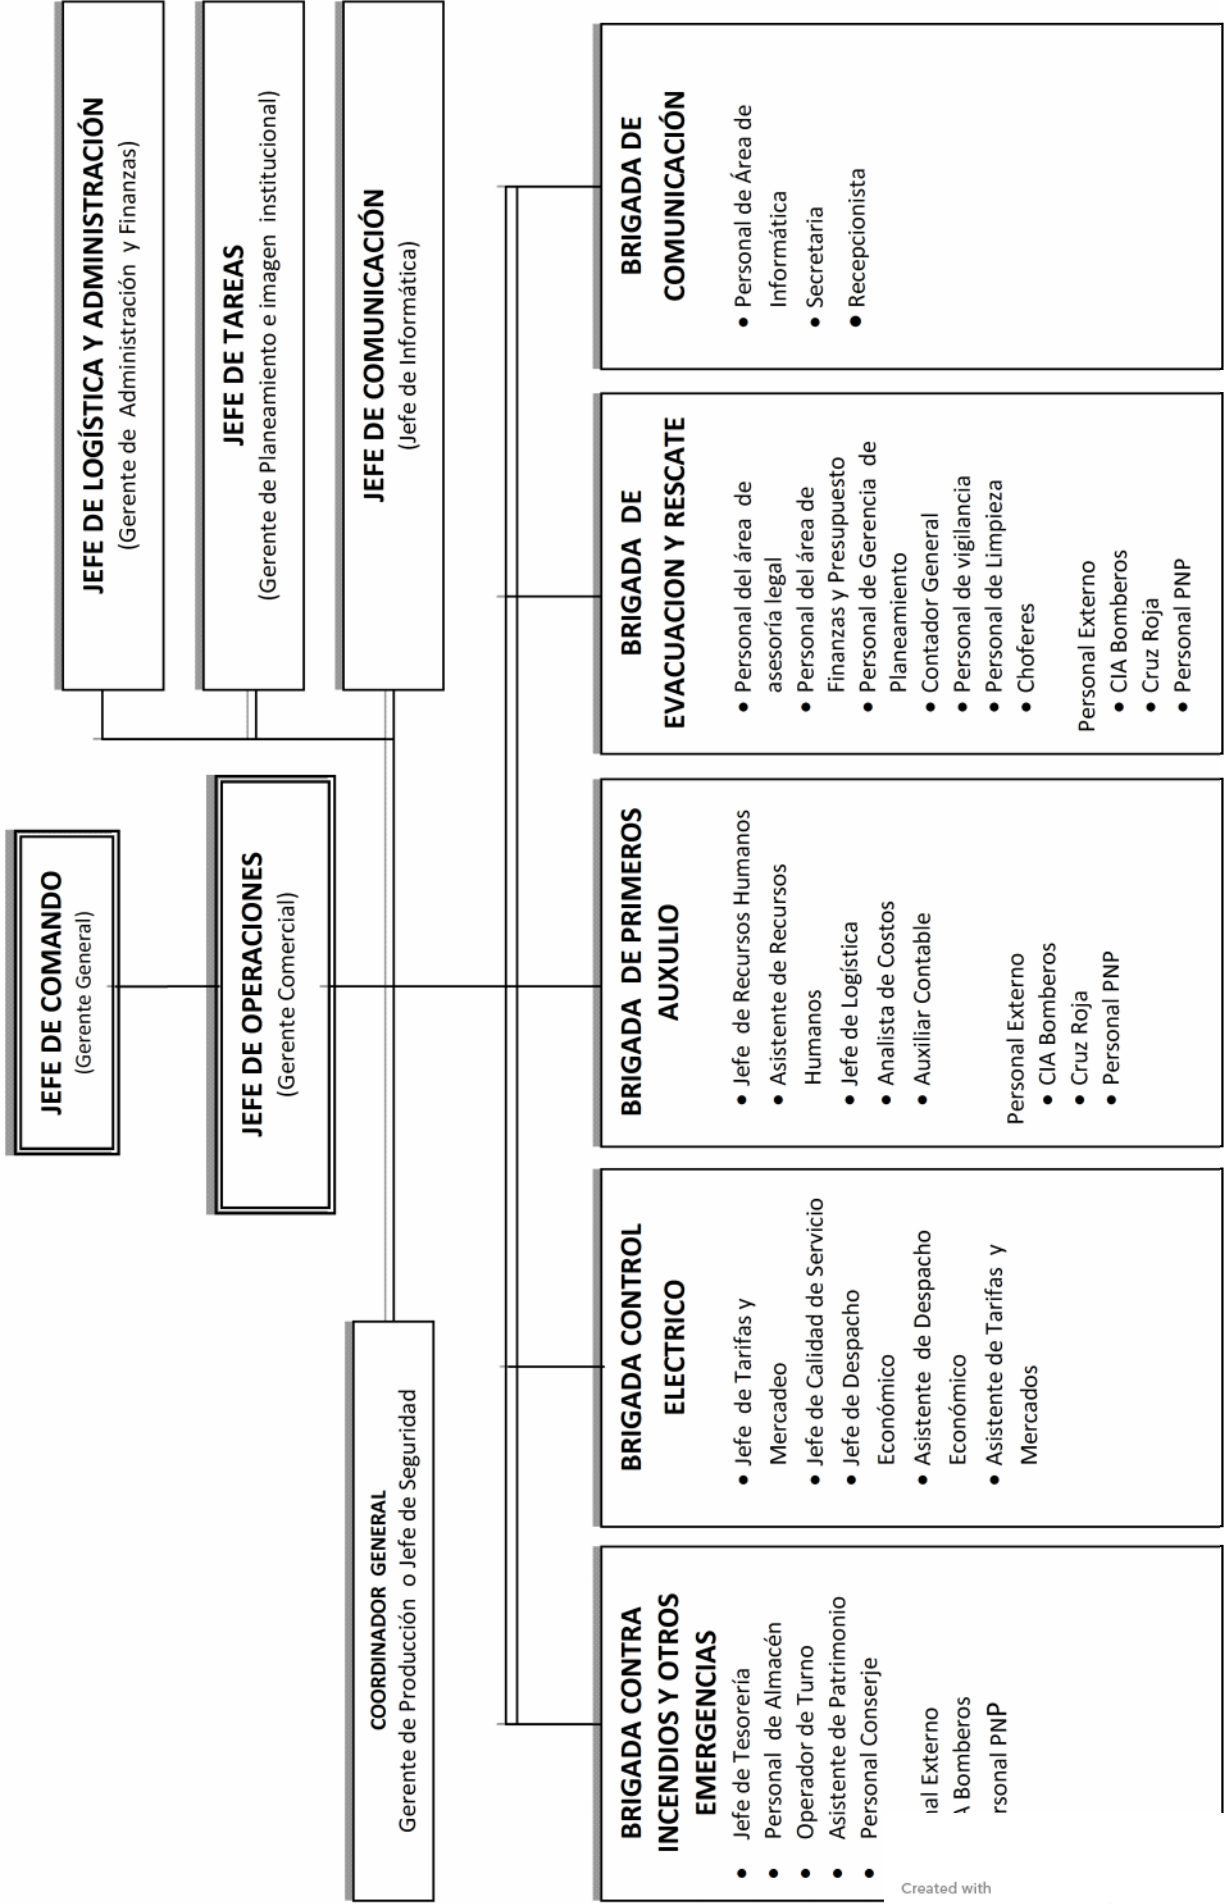 JEFE DE COMANDO
(Gerente General)
JEFE DE OPERACIONES
(Gerente Comercial)
JEFE DE LOGÍSTICA Y ADMINISTRACIÓN
(Gerente de Administración y Finanzas)
JEFE DE TAREAS
(Gerente de Planeamiento e imagen institucional)
JEFE DE COMUNICACIÓN
(Jefe de Informática)
COORDINADOR GENERAL
Gerente de Producción o Jefe de Seguridad
BRIGADA CONTRA
INCENDIOS Y OTROS
EMERGENCIAS
• Jefe de Tesorería
• Personal de Almacén
• Operador de Turno
• Asistente de Patrimonio
• Personal Conserje
Externo
Bomberos
PNP
BRIGADA CONTROL
ELECTRICO
• Jefe de Tarifas y
Mercadeo
• Jefe de Calidad de Servicio
• Jefe de Despacho
Económico
• Asistente de Despacho
Económico
• Asistente de Tarifas y
Mercados
BRIGADA DE PRIMEROS
AUXULIO
• Jefe de Recursos Humanos
• Asistente de Recursos
Humanos
• Jefe de Logística
• Analista de Costos
• Auxiliar Contable
Personal Externo
• CIA Bomberos
• Cruz Roja
• Personal PNP
BRIGADA DE
EVACUACION Y RESCATE
• Personal del área de
asesoría legal
• Personal del área de
Finanzas y Presupuesto
• Personal de Gerencia de
Planeamiento
• Contador General
• Personal de vigilancia
• Personal de Limpieza
• Choferes
Personal Externo
• CIA Bomberos
• Cruz Roja
• Personal PNP
BRIGADA DE
COMUNICACIÓN
• Personal de Área de
Informática
• Secretaria
• Recepcionista
Created with